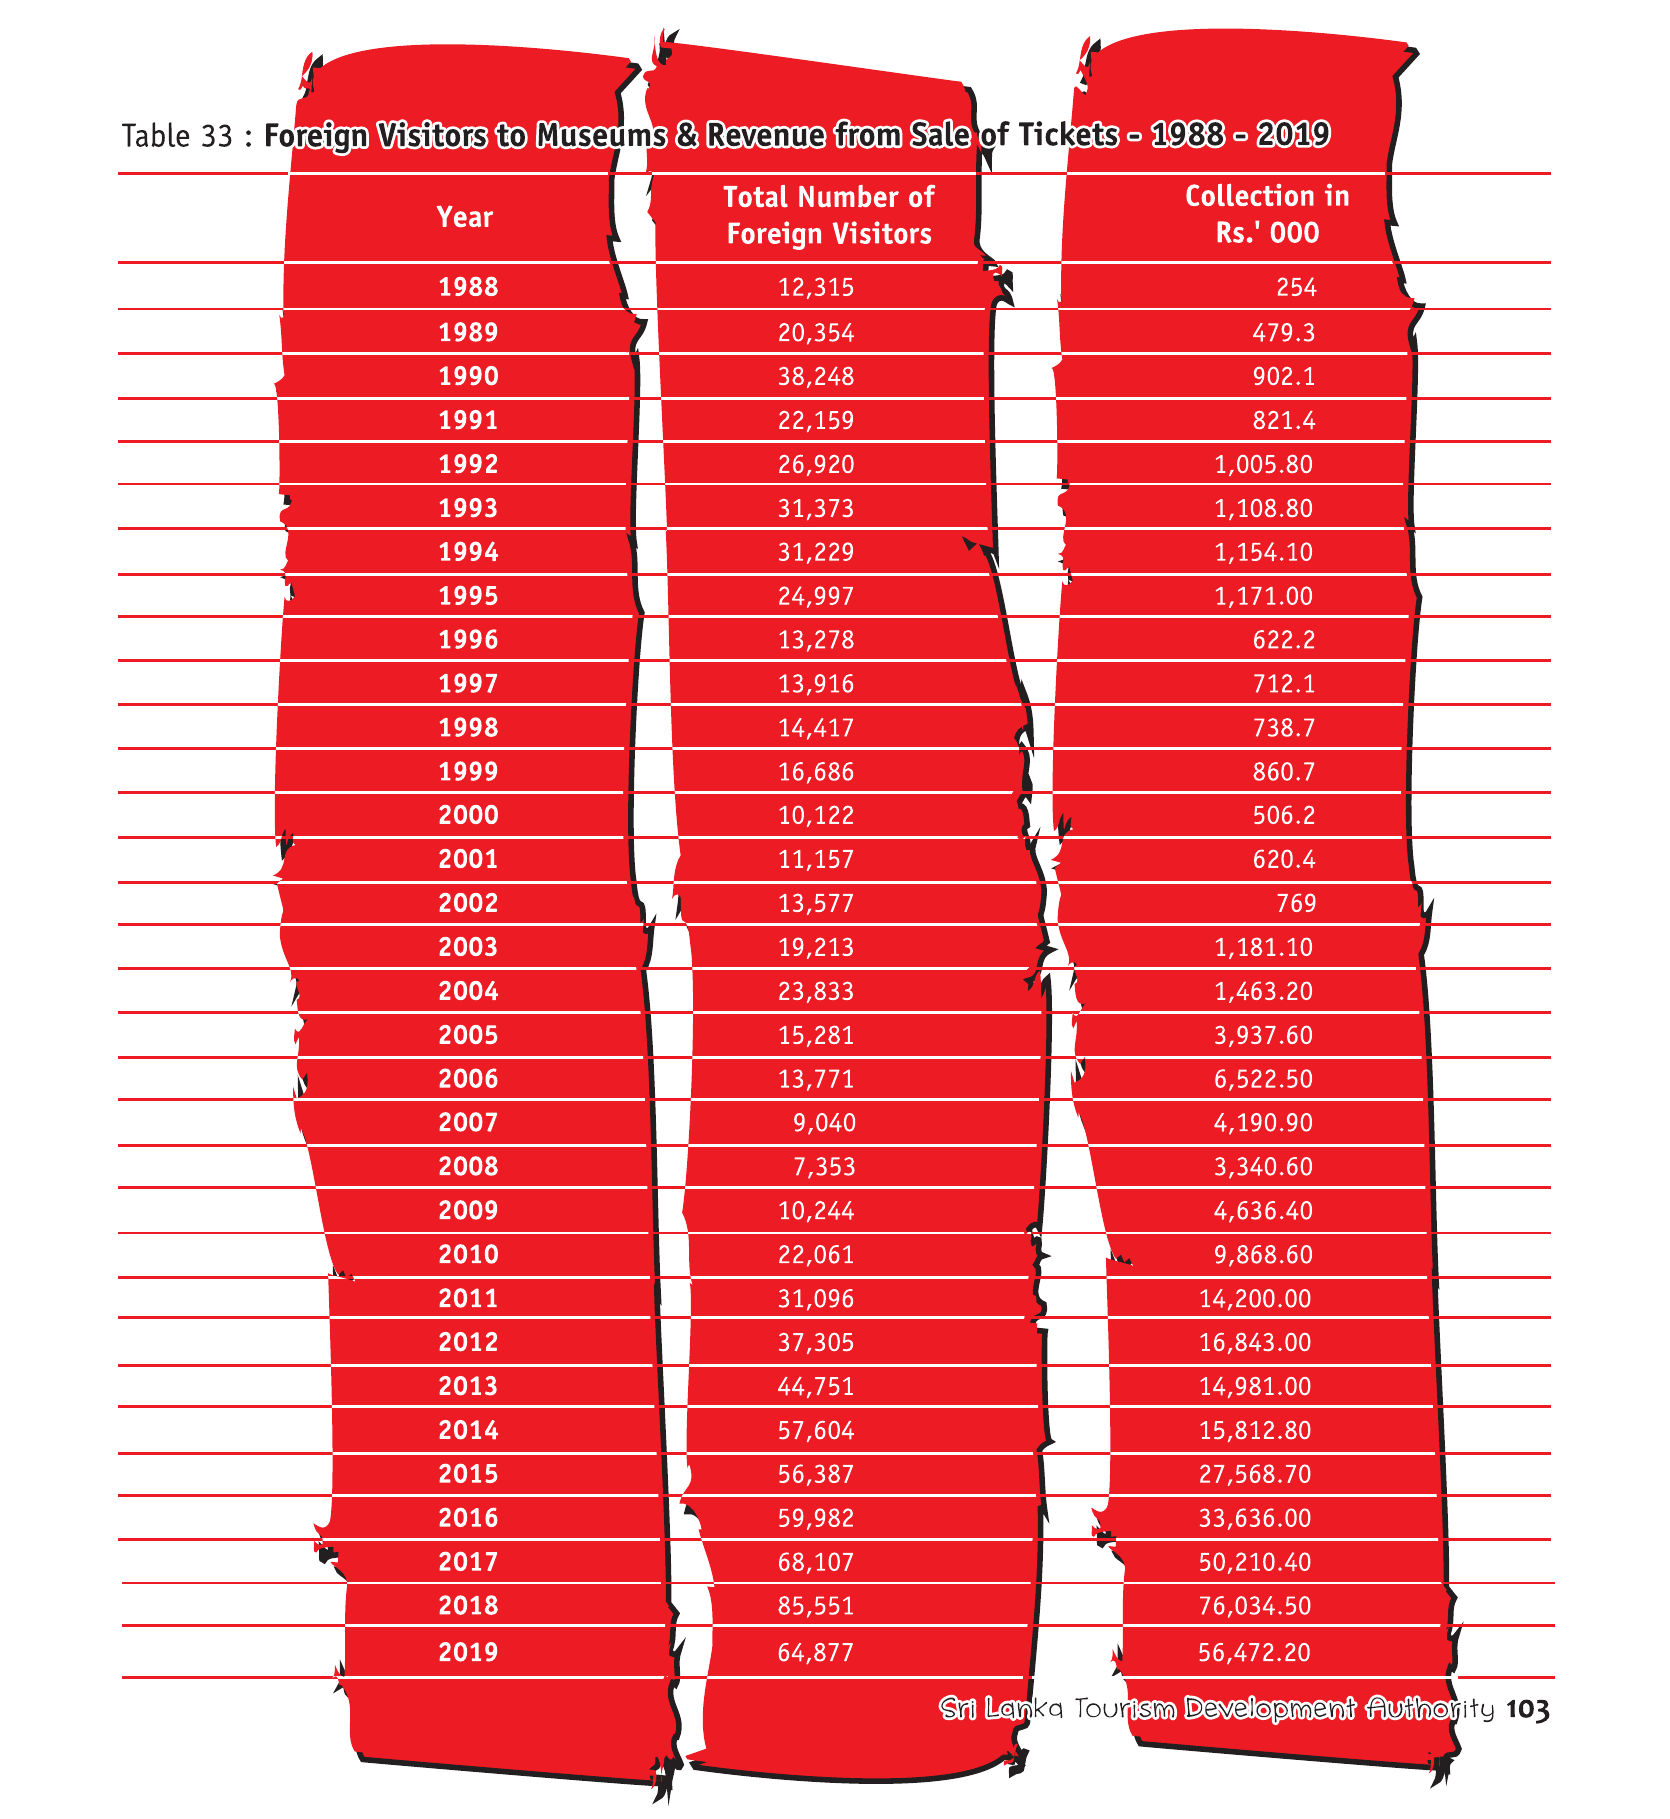 Table 33 : Foreign Visitors to Museums & Revenue from Sale of Tickets - 1988 - 2019
Year Total Number of Foreign Visitors Collection in Rs.' 000
1988 12,315 254
1989 20,354 479.3
1990 38,248 902.1
1991 22,159 821.4
1992 26,920 1,005.80
1993 31,373 1,108.80
1994 31,229 1,154.10
1995 24,997 1,171.00
1996 13,278 622.2
1997 13,916 712.1
1998 14,417 738.7
1999 16,686 860.7
2000 10,122 506.2
2001 11,157 620.4
2002 13,577 769
2003 19,213 1,181.10
2004 23,833 1,463.20
2005 15,281 3,937.60
2006 13,771 6,522.50
2007 9,040 4,190.90
2008 7,353 3,340.60
2009 10,244 4,636.40
2010 22,061 9,868.60
2011 31,096 14,200.00
2012 37,305 16,843.00
2013 44,751 14,981.00
2014 57,604 15,812.80
2015 56,387 27,568.70
2016 59,982 33,636.00
2017 68,107 50,210.40
2018 85,551 76,034.50
2019 64,877 56,472.20
Sri Lanka Tourism Development Authority 103